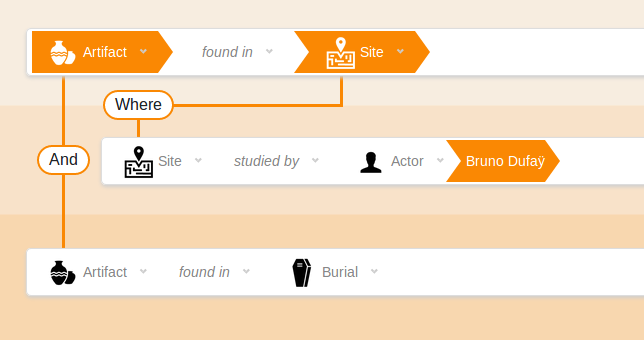 Artifact found in Site
Where
And
Site studied by Actor Bruno Dufaÿ
Artifact found in Burial